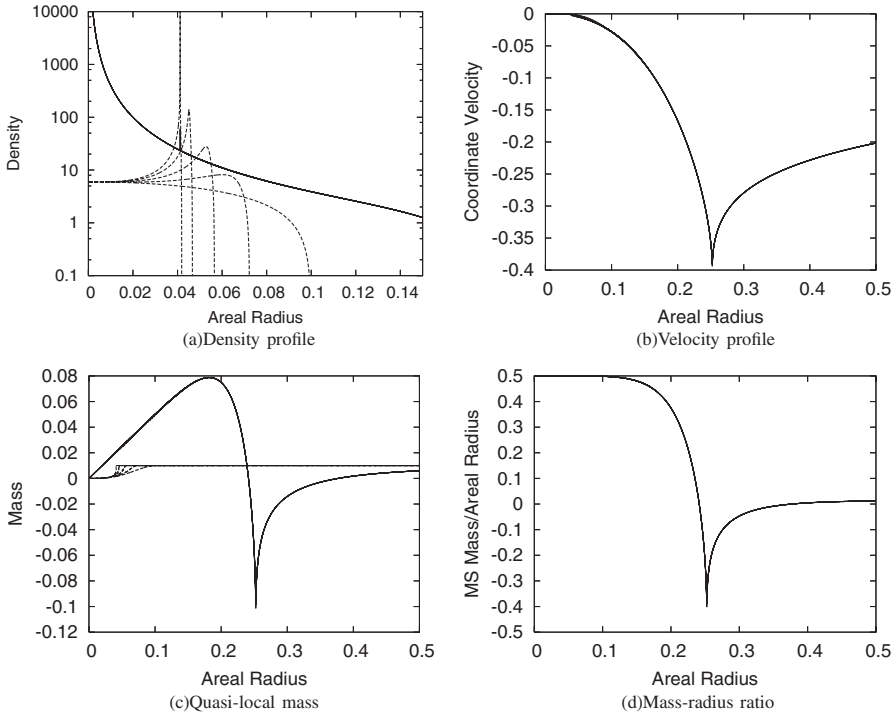 10000
1000
100
10
1
0.1
Density
0 0.02 0.04 0.06 0.08 0.1 0.12 0.14
Areal Radius
(a)Density profile
0
-0.05
-0.1
-0.15
-0.2
-0.25
-0.3
-0.35
-0.4
Coordinate Velocity
0 0.1 0.2 0.3 0.4 0.5
Areal Radius
(b)Velocity profile
0.08
0.06
0.04
0.02
0
-0.02
-0.04
-0.06
-0.08
-0.1
-0.12
Mass
0 0.1 0.2 0.3 0.4 0.5
Areal Radius
(c)Quasi-local mass
0.5
0.4
0.3
0.2
0.1
0
-0.1
-0.2
-0.3
-0.4
-0.5
MS Mass/Areal Radius
0 0.1 0.2 0.3 0.4 0.5
Areal Radius
(d)Mass-radius ratio